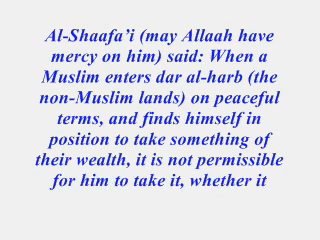 Al-Shaafa’i (may Allaah have
mercy on him) said: When a
Muslim enters dar al-harb (the
non-Muslim lands) on peaceful
terms, and finds himself in
position to take something of
their wealth, it is not permissible
for him to take it, whether it